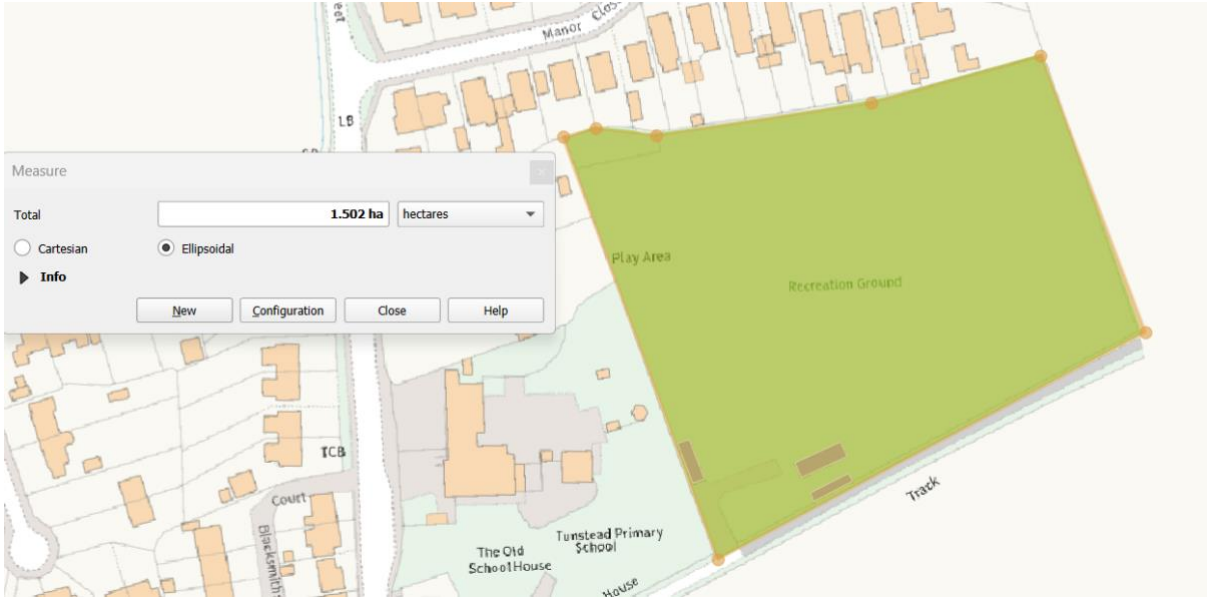 Manor Close
LB
Measure
Total
1.502 ha
hectares
Cartesian
Ellipsoidal
Info
New
Configuration
Close
Help
Play Area
Recreation Ground
TCB
Court
Blacksmith
Track
Tunstead Primary
School
The Old
School House
House